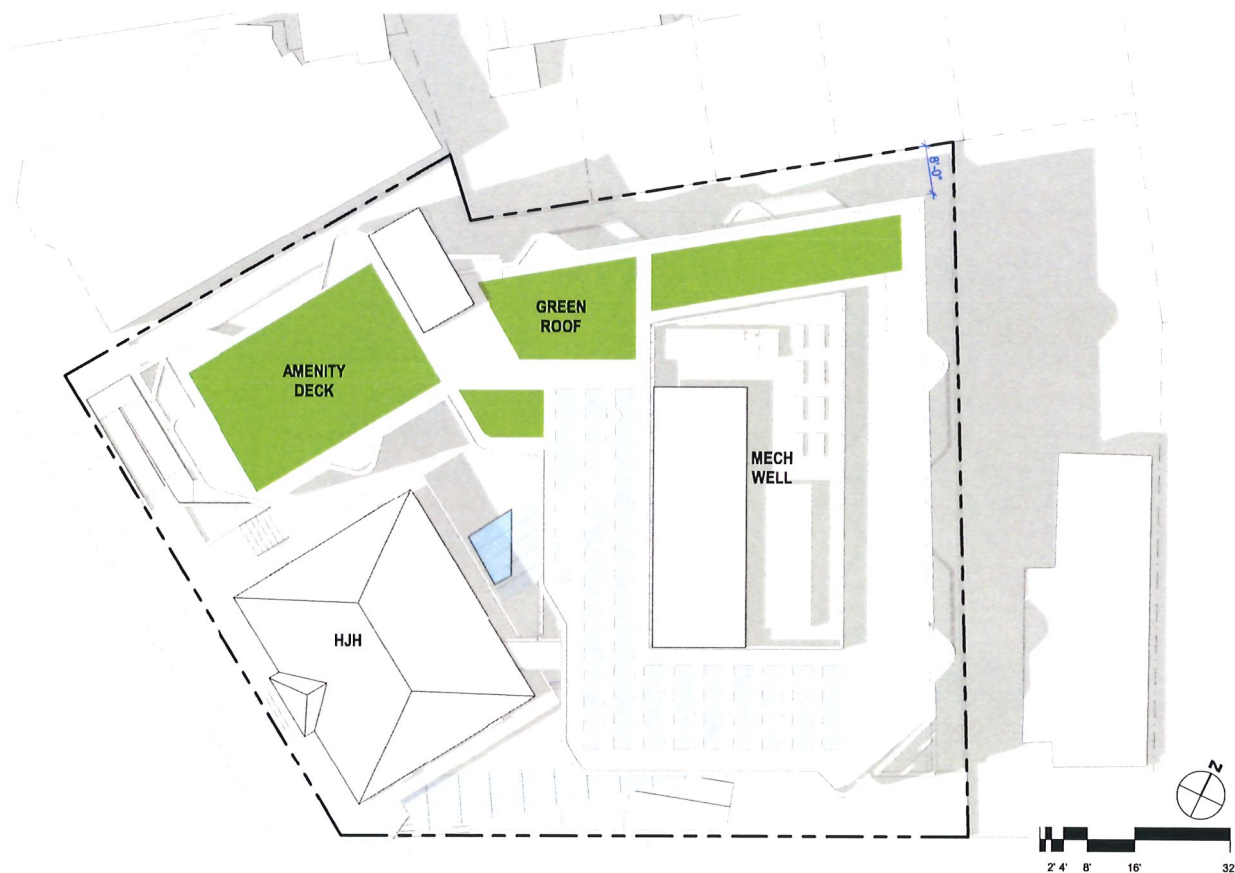 8'-0"
GREEN
ROOF
AMENITY
DECK
MECH
WELL
HJH
N
2' 4' 8' 16' 32